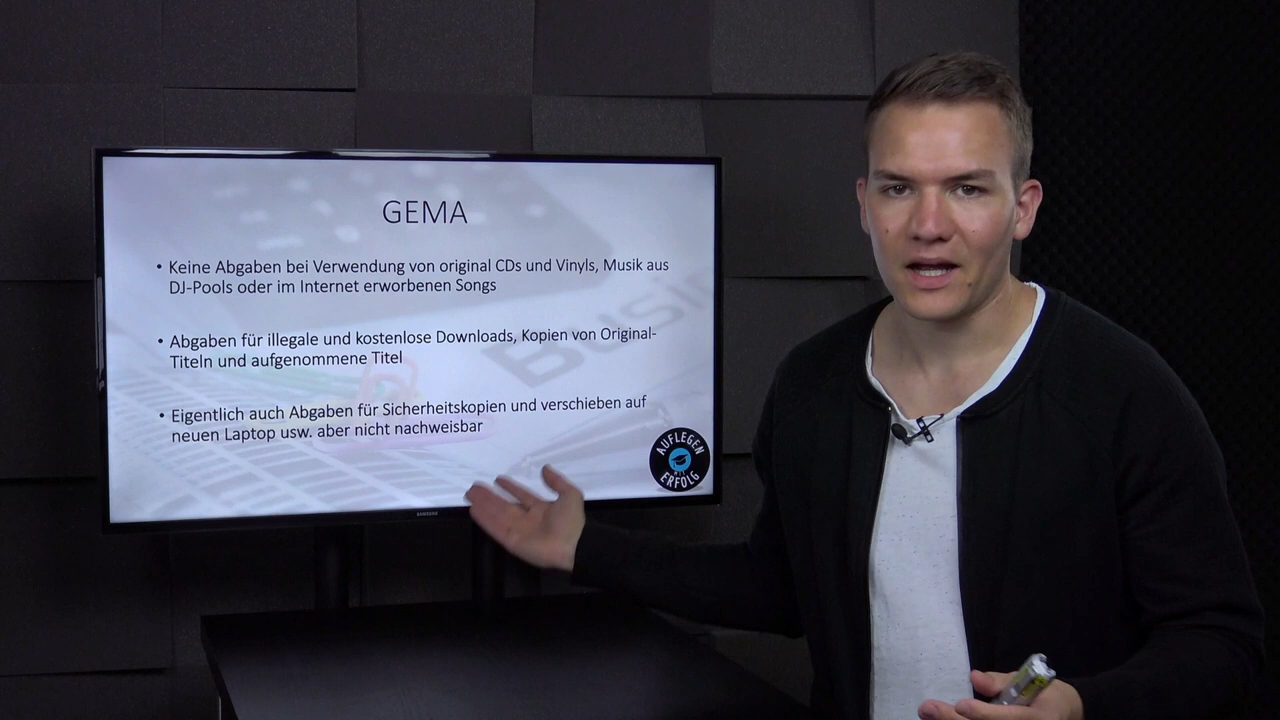 GEMA
• Keine Abgaben bei Verwendung von original CDs und Vinyls, Musik aus
DJ-Pools oder im Internet erworbenen Songs
• Abgaben für illegale und kostenlose Downloads, Kopien von Original-
Titeln und aufgenommene Titel
• Eigentlich auch Abgaben für Sicherheitskopien und verschieben auf
neuen Laptop usw. aber nicht nachweisbar
Busin
AUFLEGEN
MIT
ERFOLG
SAMSUNG